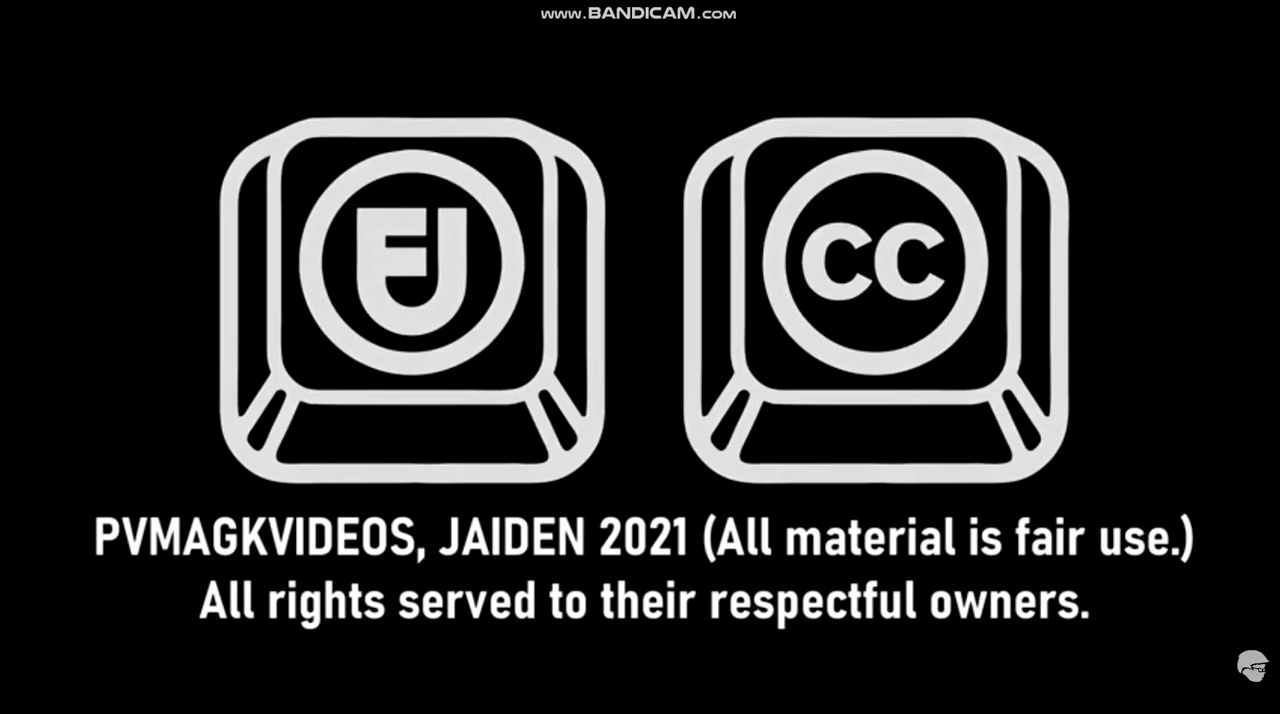 www.BANDICAM.com
FU
CC
PVMAGKVIDEOS, JAIDEN 2021 (All material is fair use.)
All rights served to their respectful owners.